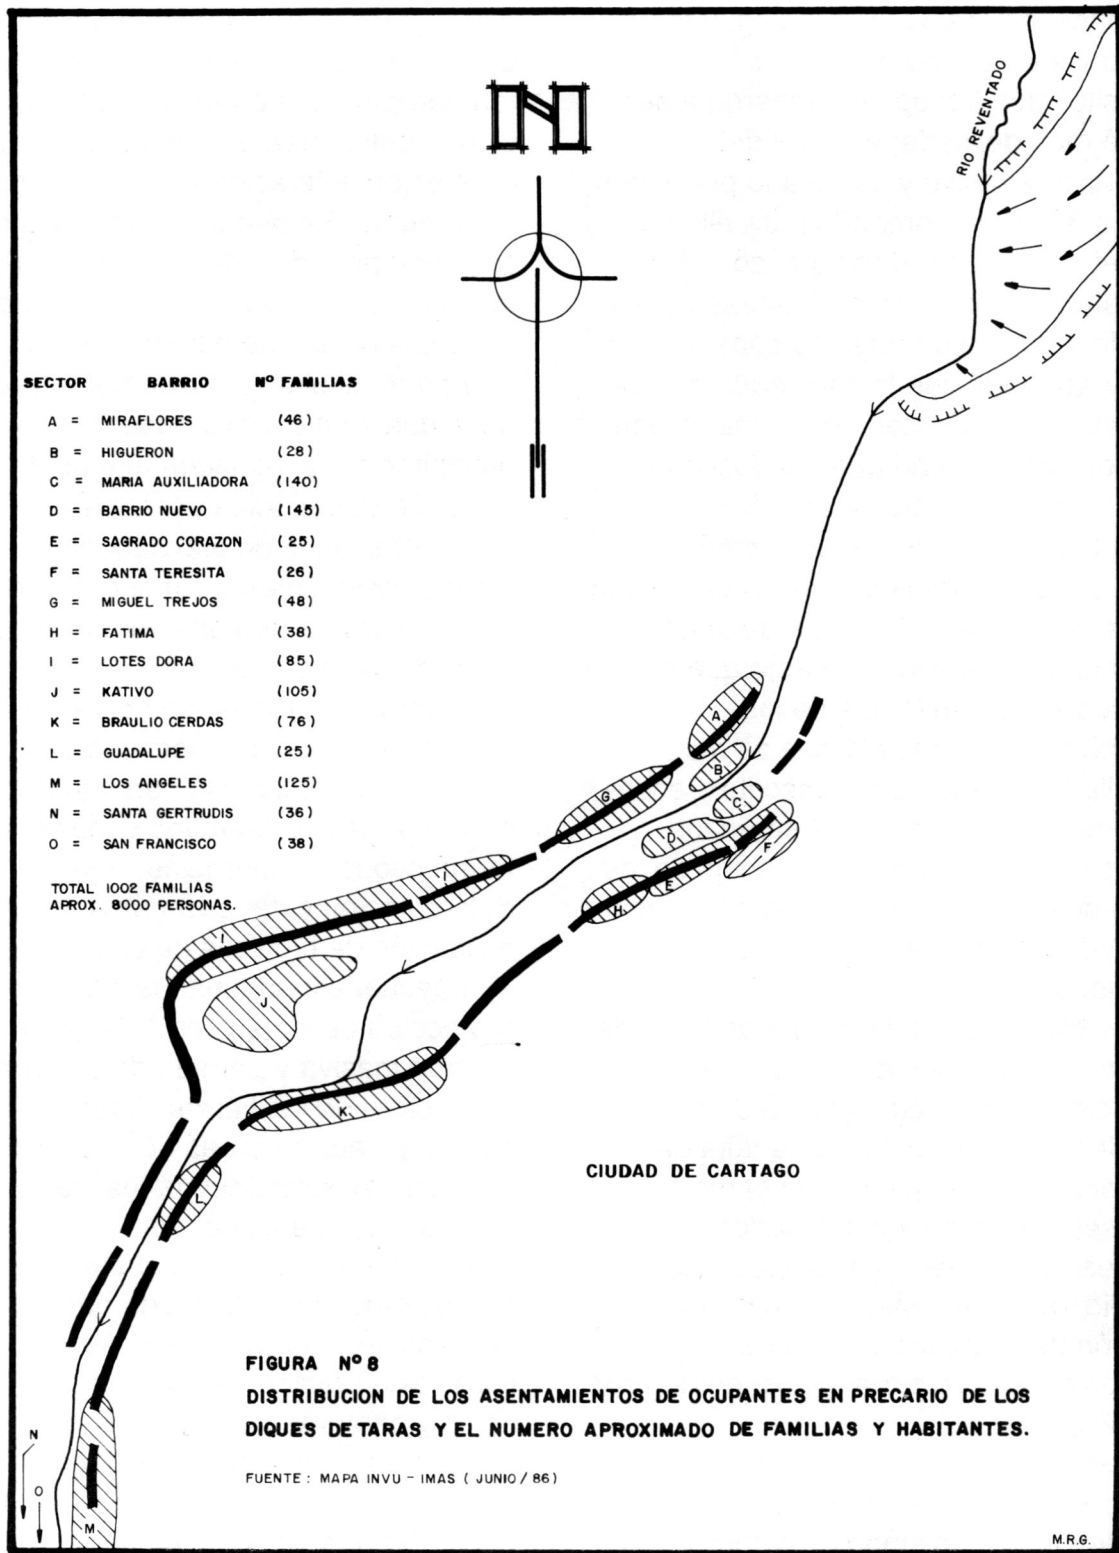 N
RIO REVENTADO
SECTOR BARRIO Nº FAMILIAS
A = MIRAFLORES (46)
B = HIGUERON (28)
C = MARIA AUXILIADORA (140)
D = BARRIO NUEVO (145)
E = SAGRADO CORAZON (25)
F = SANTA TERESITA (26)
G = MIGUEL TREJOS (48)
H = FATIMA (38)
I = LOTES DORA (85)
J = KATIVO (105)
K = BRAULIO CERDAS (76)
L = GUADALUPE (25)
M = LOS ANGELES (125)
N = SANTA GERTRUDIS (36)
O = SAN FRANCISCO (38)
TOTAL 1002 FAMILIAS
APROX. 8000 PERSONAS.
A
B
G
C
D
F
E
H
I
I
J
K
L
CIUDAD DE CARTAGO
FIGURA Nº 8
DISTRIBUCION DE LOS ASENTAMIENTOS DE OCUPANTES EN PRECARIO DE LOS
DIQUES DE TARAS Y EL NUMERO APROXIMADO DE FAMILIAS Y HABITANTES.
FUENTE : MAPA INVU - IMAS ( JUNIO / 86)
N
O
M
M.R.G.